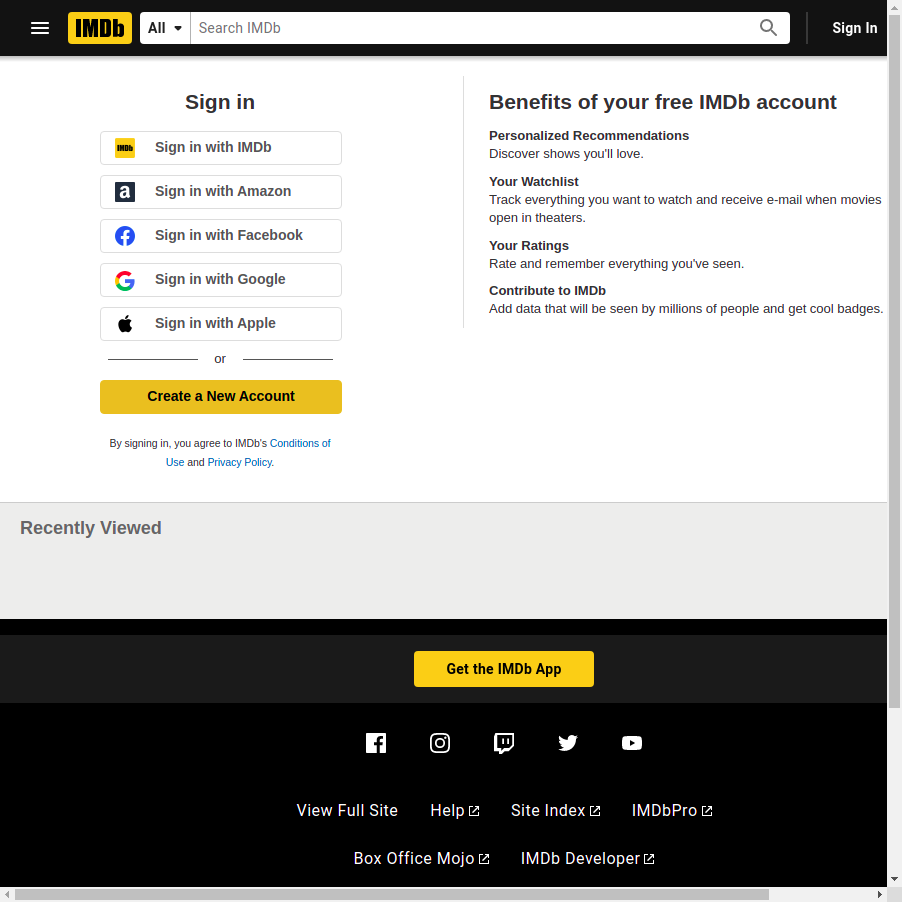 IMDb All Search IMDb Sign In
Sign in
IMDb Sign in with IMDb
a Sign in with Amazon
Sign in with Facebook
Sign in with Google
Sign in with Apple
or
Create a New Account
By signing in, you agree to IMDb's Conditions of
Use and Privacy Policy.
Benefits of your free IMDb account
Personalized Recommendations
Discover shows you'll love.
Your Watchlist
Track everything you want to watch and receive e-mail when movies
open in theaters.
Your Ratings
Rate and remember everything you've seen.
Contribute to IMDb
Add data that will be seen by millions of people and get cool badges.
Recently Viewed
Get the IMDb App
View Full Site Help Site Index IMDbPro
Box Office Mojo IMDb Developer